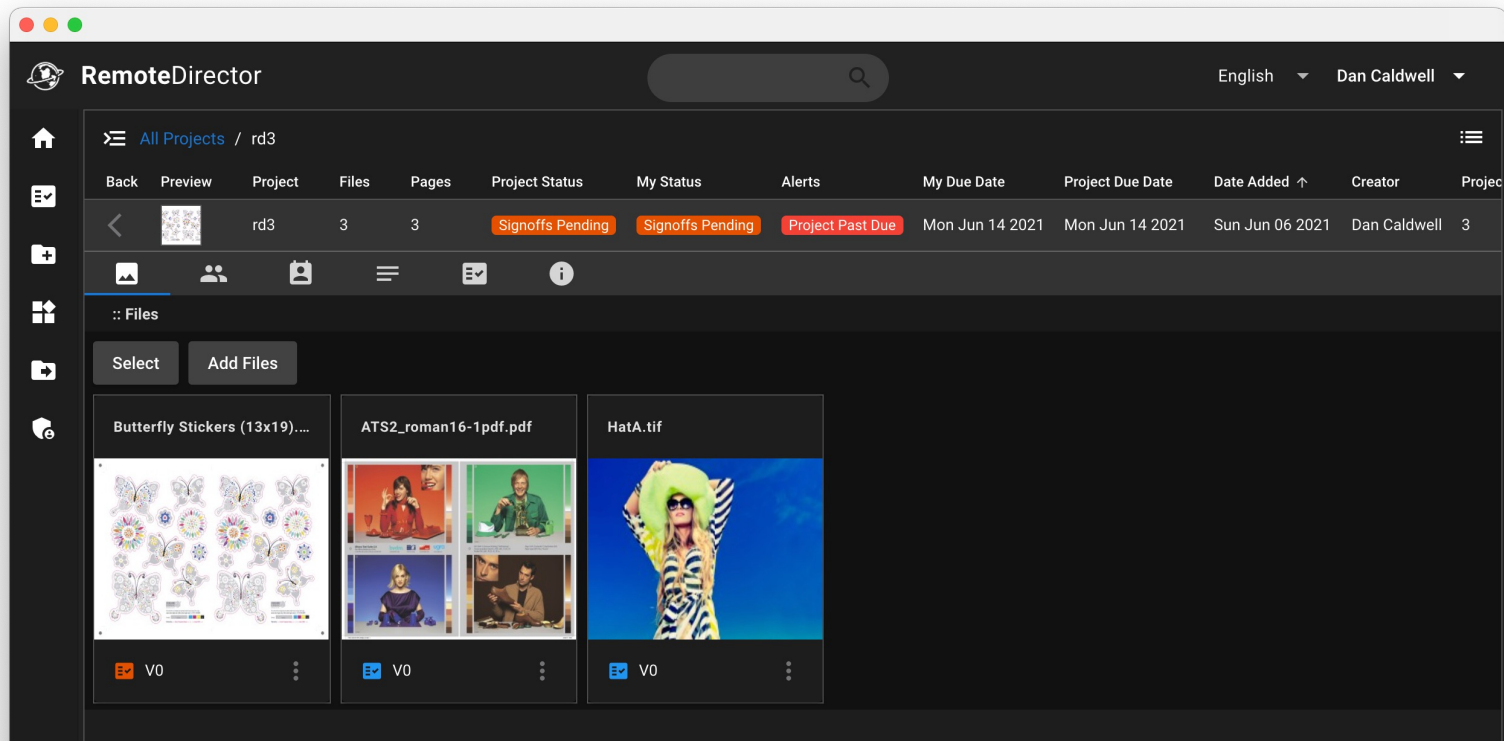 RemoteDirector
English
Dan Caldwell
All Projects / rd3
Back Preview Project Files Pages Project Status My Status Alerts My Due Date Project Due Date Date Added ↑ Creator Projec
rd3 3 3 Signoffs Pending Signoffs Pending Project Past Due Mon Jun 14 2021 Mon Jun 14 2021 Sun Jun 06 2021 Dan Caldwell 3
:: Files
Select Add Files
Butterfly Stickers (13x19).... ATS2_roman16-1pdf.pdf HatA.tif
V0 V0 V0